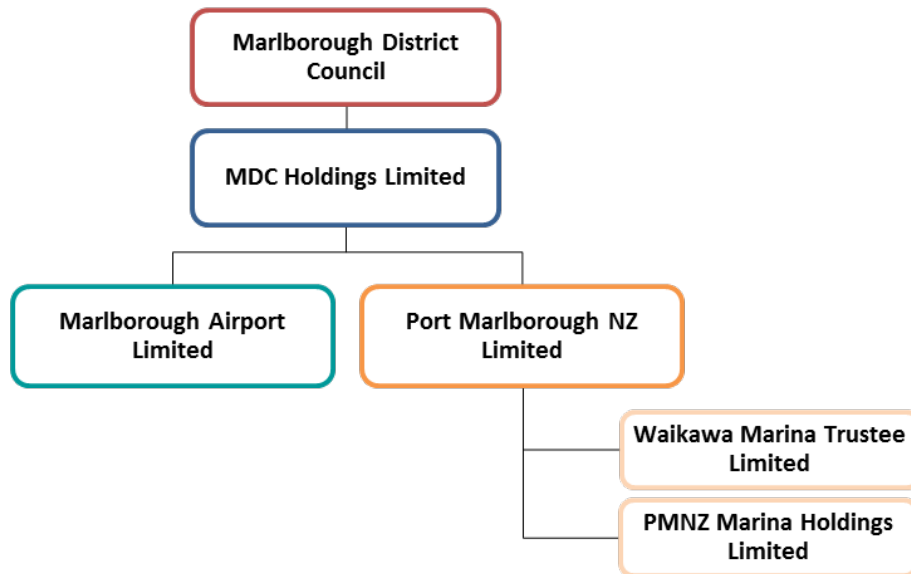 Marlborough District
Council
MDC Holdings Limited
Marlborough Airport
Limited
Port Marlborough NZ
Limited
Waikawa Marina Trustee
Limited
PMNZ Marina Holdings
Limited